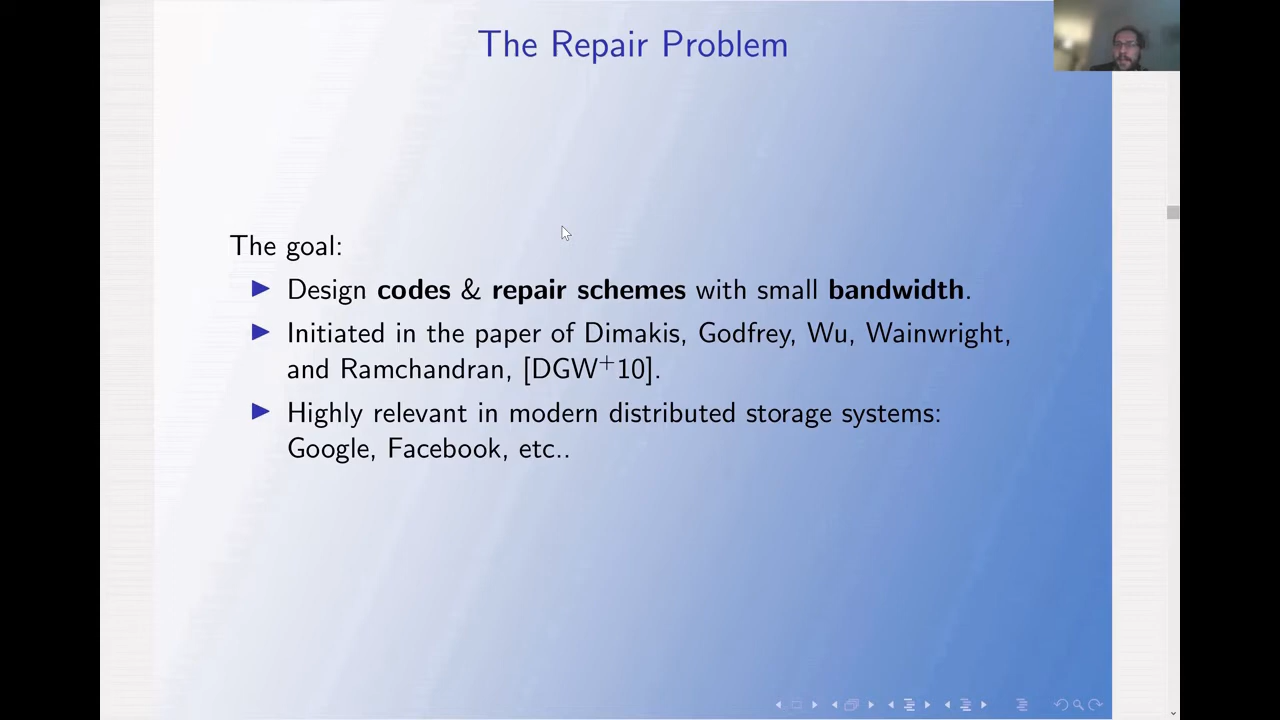 The Repair Problem
The goal:
Design codes & repair schemes with small bandwidth.
Initiated in the paper of Dimakis, Godfrey, Wu, Wainwright,
and Ramchandran, [DGW+10].
Highly relevant in modern distributed storage systems:
Google, Facebook, etc..